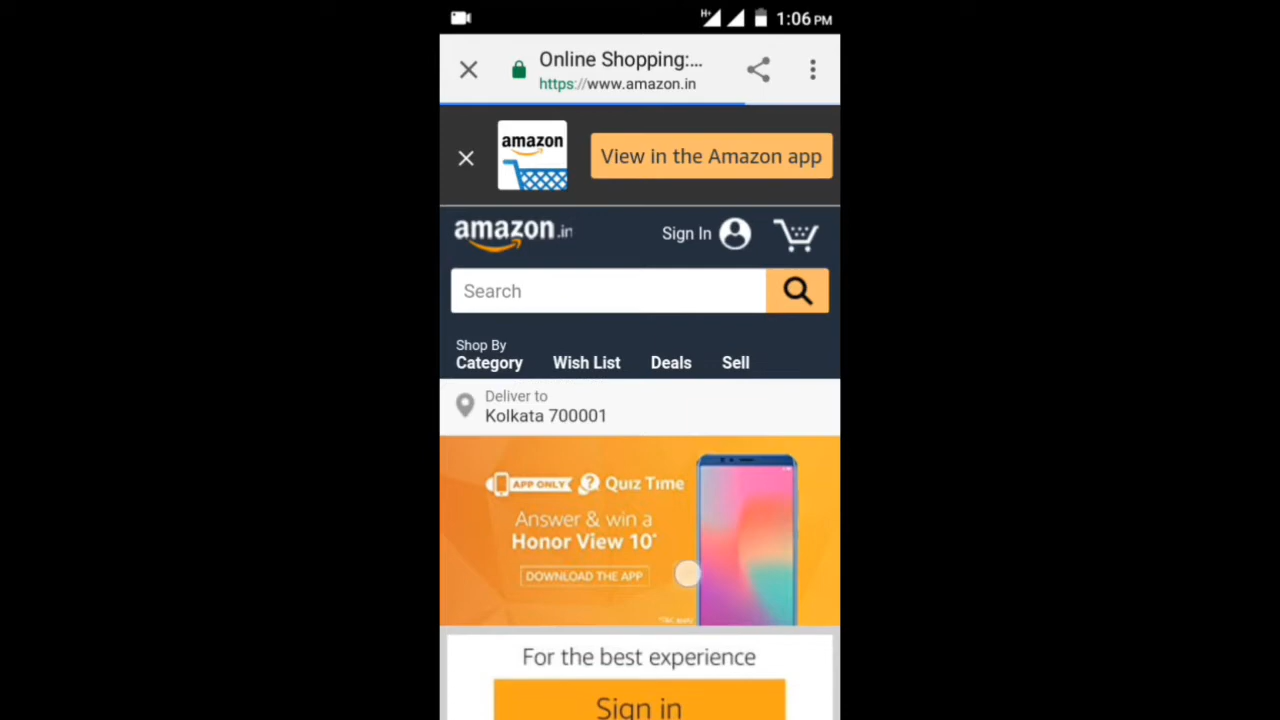 H+ 1:06 PM
Online Shopping:...
https://www.amazon.in
amazon
View in the Amazon app
amazon.in
Sign In
Search
Shop By
Category Wish List Deals Sell
Deliver to
Kolkata 700001
APP ONLY ? Quiz Time
Answer & win a
Honor View 10*
DOWNLOAD THE APP
For the best experience
Sign in